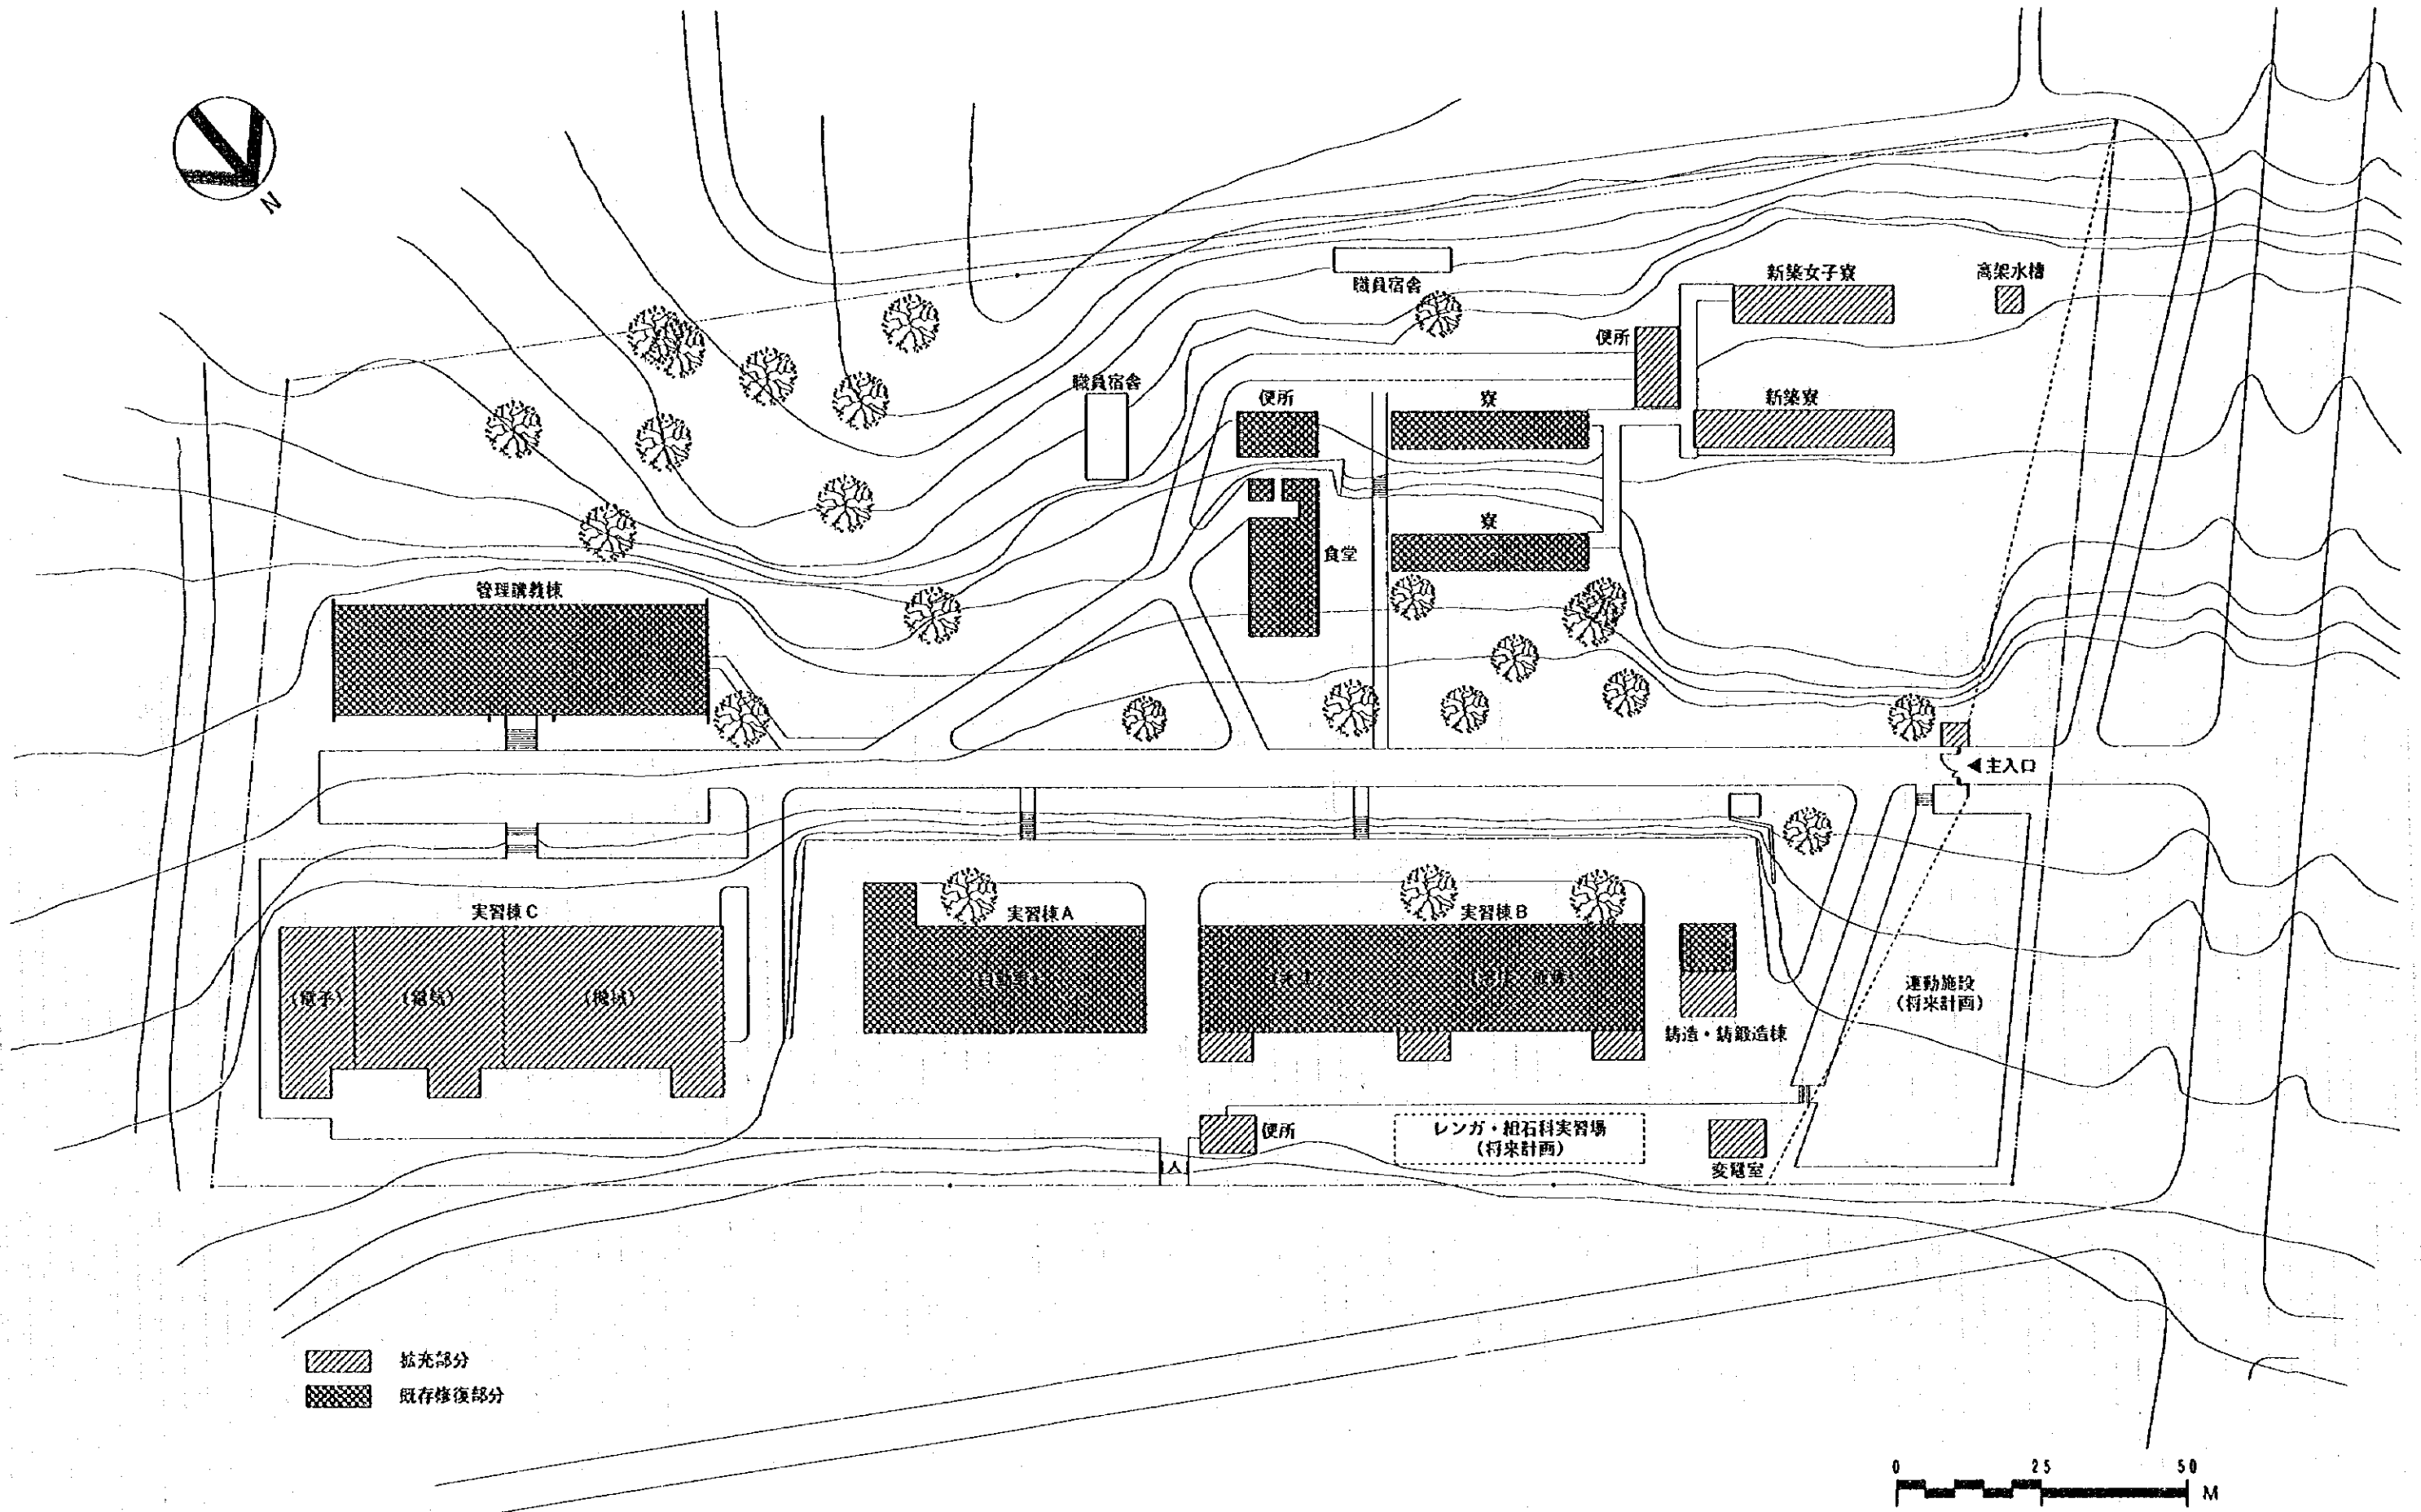 N
新築女子寮
高架水槽
職員宿舎
便所
職員宿舎
便所
寮
新築寮
寮
食堂
管理講義棟
主入口
実習棟C
実習棟A
実習棟B
(電子)
(電気)
(機械)
(自動車)
運動施設
(将来計画)
鋳造・鋳鍛造棟
便所
レンガ・組石科実習場
(将来計画)
変電室
拡充部分
既存修復部分
0 25 50
M